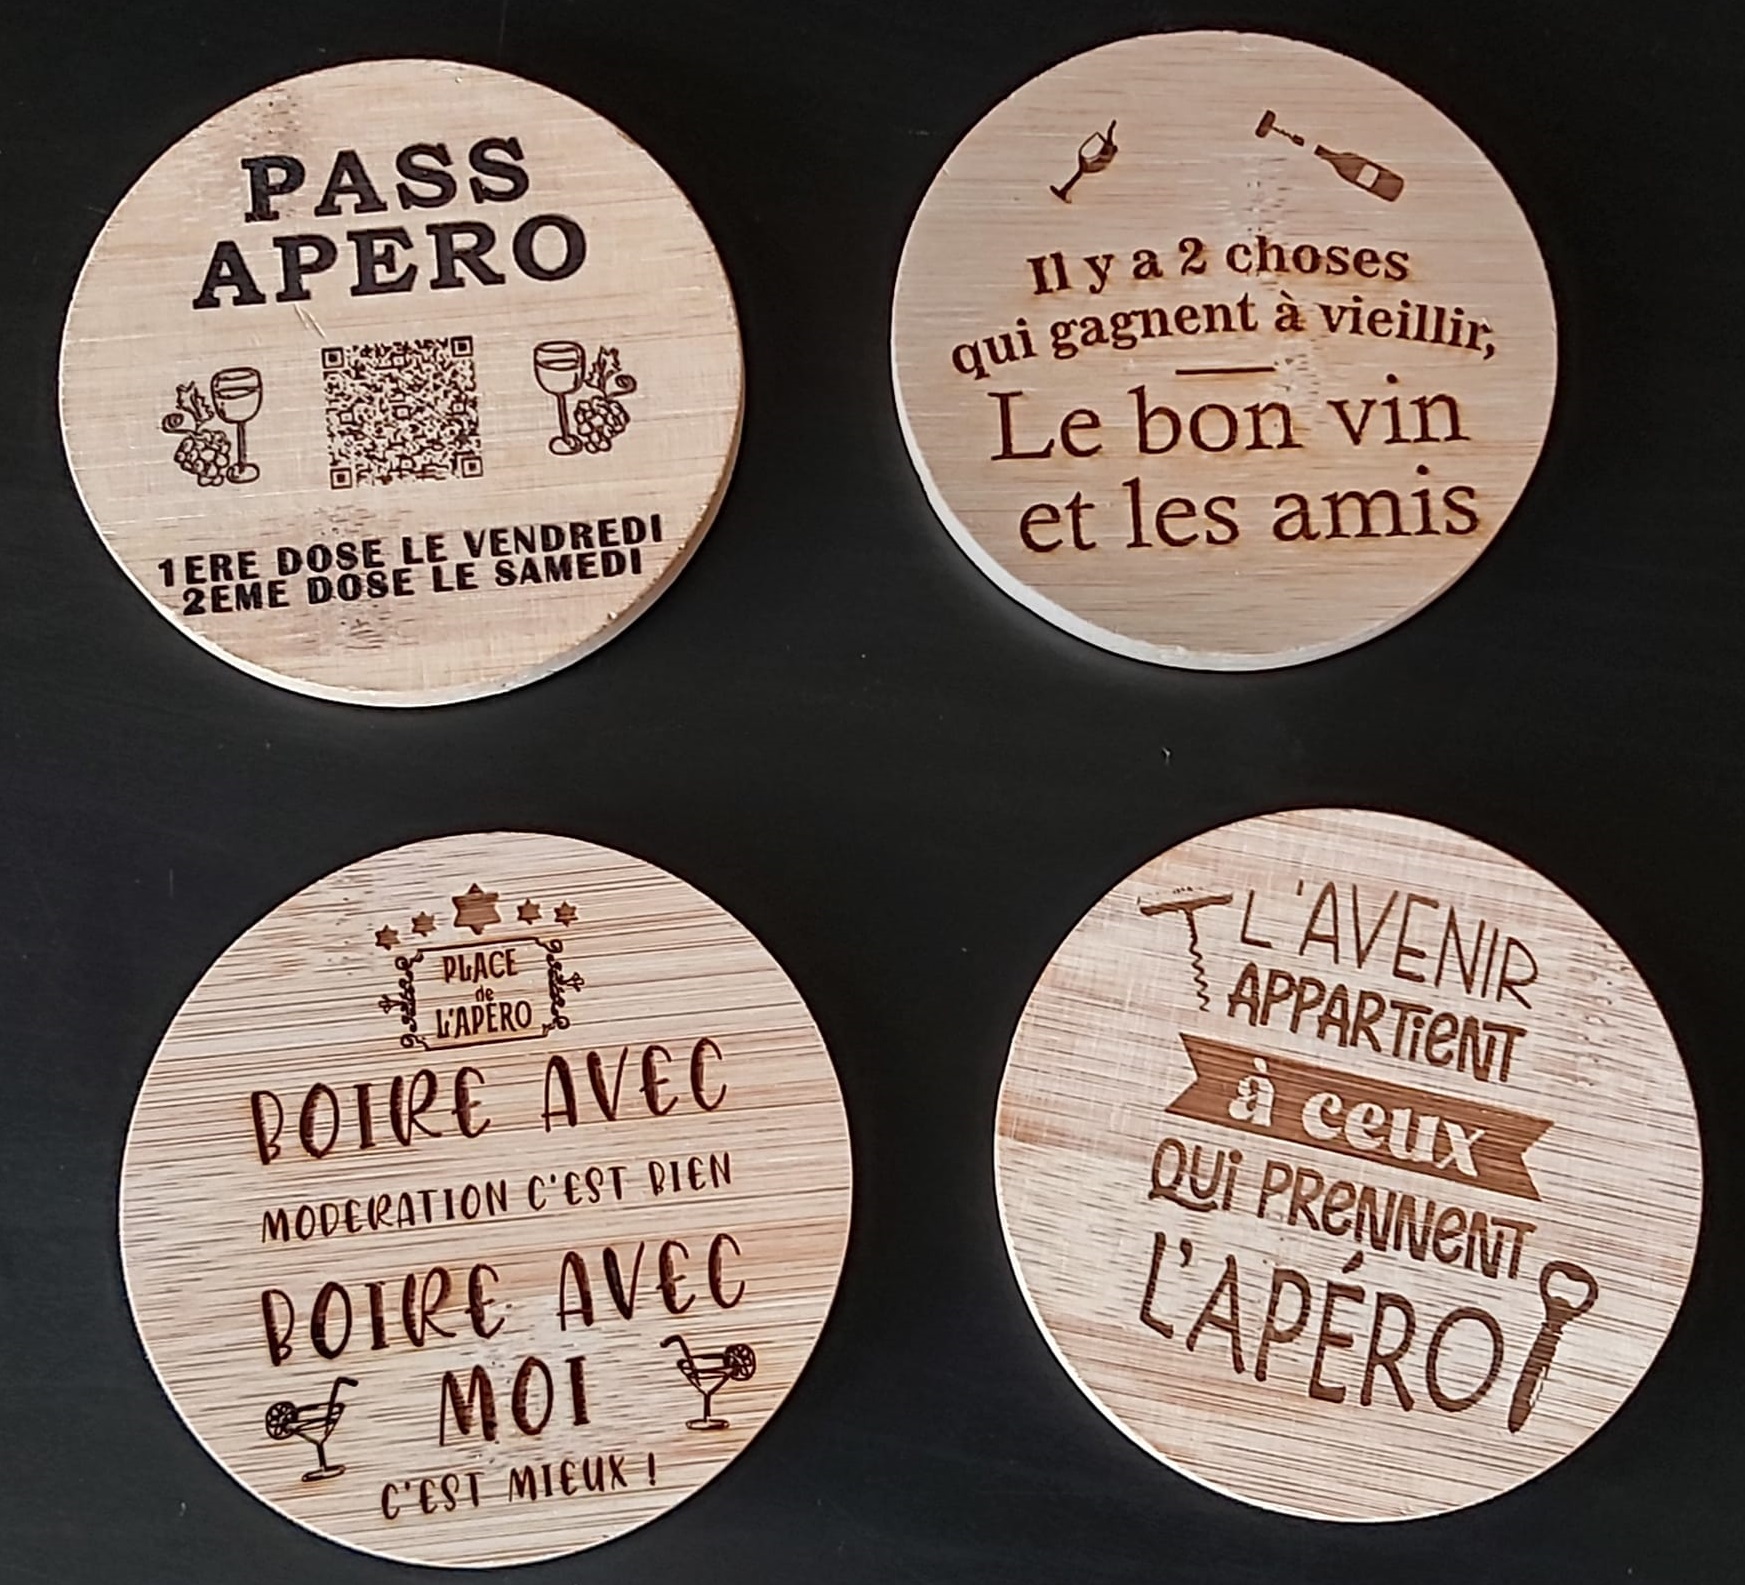 PASS
APERO
1ERE DOSE LE VENDREDI
2EME DOSE LE SAMEDI
Il y a 2 choses
qui gagnent à vieillir,
Le bon vin
et les amis
PLACE
de
L'APÉRO
BOIRE AVEC
MODERATION C'EST BIEN
BOIRE AVEC
MOI
C'EST MIEUX !
L'AVENIR
APPARTIENT
à ceux
QUI PRENNENT
L'APÉRO